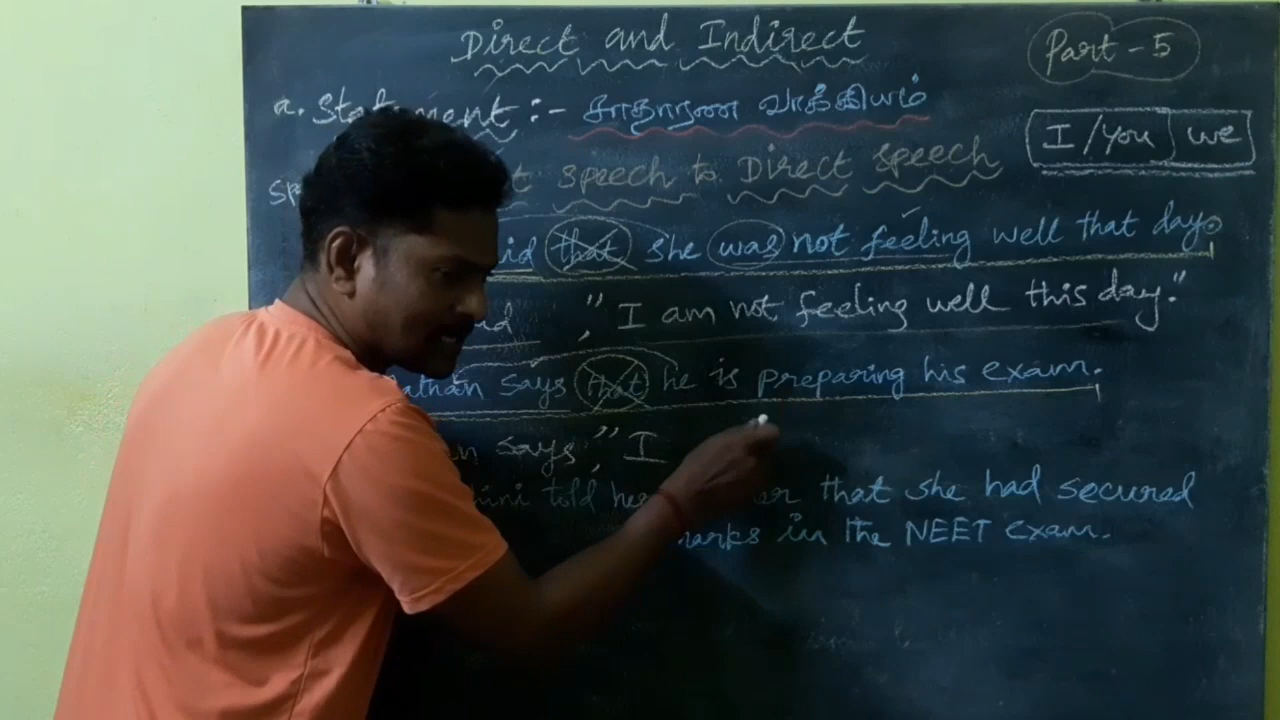 Direct and Indirect
Part - 5
a. Statement :- சாதாரண வாக்கியம்
I / You we
speech to Direct speech
that she was not feeling well that day.
," I am not feeling well this day."
says that he is preparing his exam.
says," I
told her that she had secured
marks in the NEET exam.